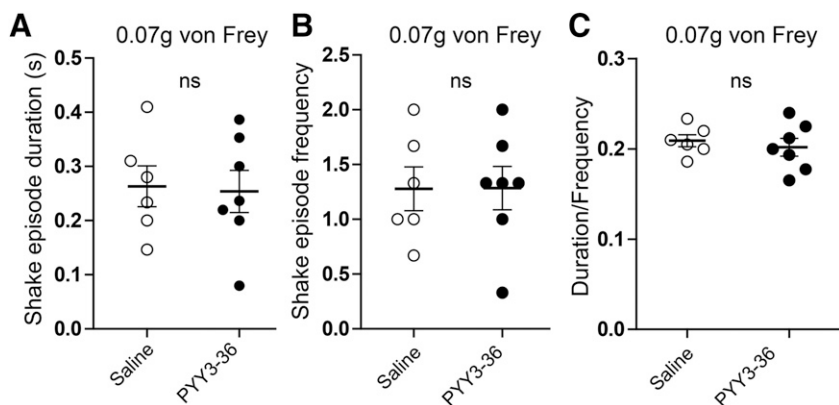 A
0.07g von Frey
ns
Shake episode duration (s)
0.5
0.4
0.3
0.2
0.1
0.0
Saline
PYY3-36
B
0.07g von Frey
ns
Shake episode frequency
2.5
2.0
1.5
1.0
0.5
0.0
Saline
PYY3-36
C
0.07g von Frey
ns
Duration/Frequency
0.3
0.2
0.1
0.0
Saline
PYY3-36